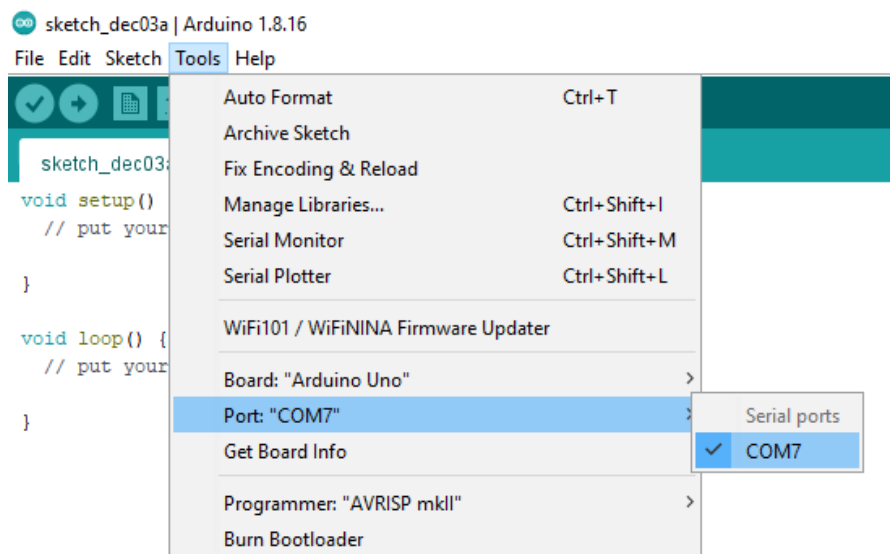 sketch_dec03a | Arduino 1.8.16
File Edit Sketch Tools Help
Auto Format Ctrl+T
Archive Sketch
sketch_dec03a
Fix Encoding & Reload
void setup()
Manage Libraries... Ctrl+Shift+I
// put your
Serial Monitor Ctrl+Shift+M
}
Serial Plotter Ctrl+Shift+L
WiFi101 / WiFiNINA Firmware Updater
void loop() {
// put your
Board: "Arduino Uno"
}
Port: "COM7"
Serial ports
Get Board Info
COM7
Programmer: "AVRISP mkII"
Burn Bootloader